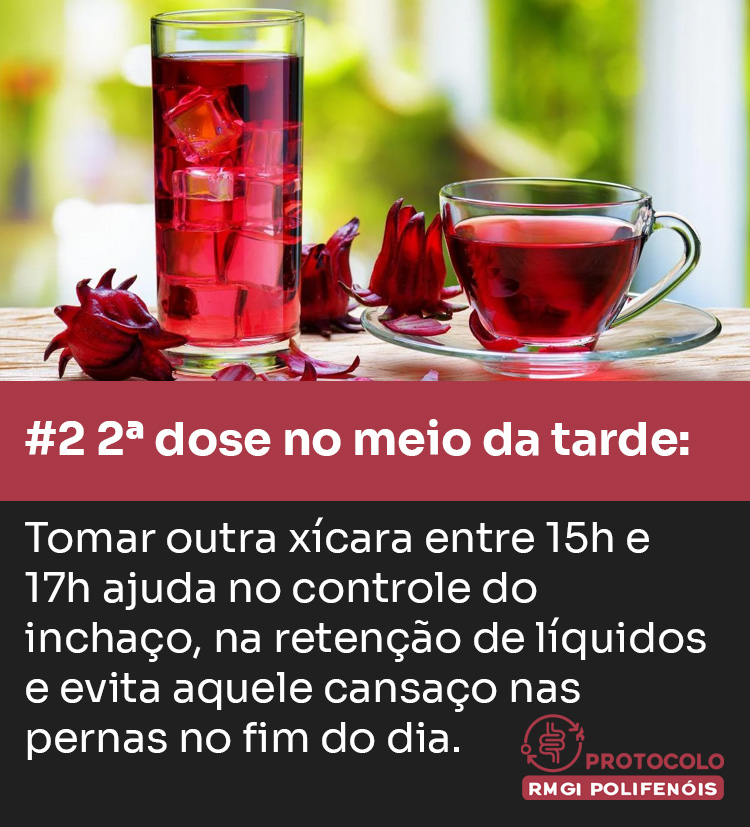 #2 2ª dose no meio da tarde:
Tomar outra xícara entre 15h e
17h ajuda no controle do
inchaço, na retenção de líquidos
e evita aquele cansaço nas
pernas no fim do dia.
PROTOCOLO
RMGI POLIFENÓIS